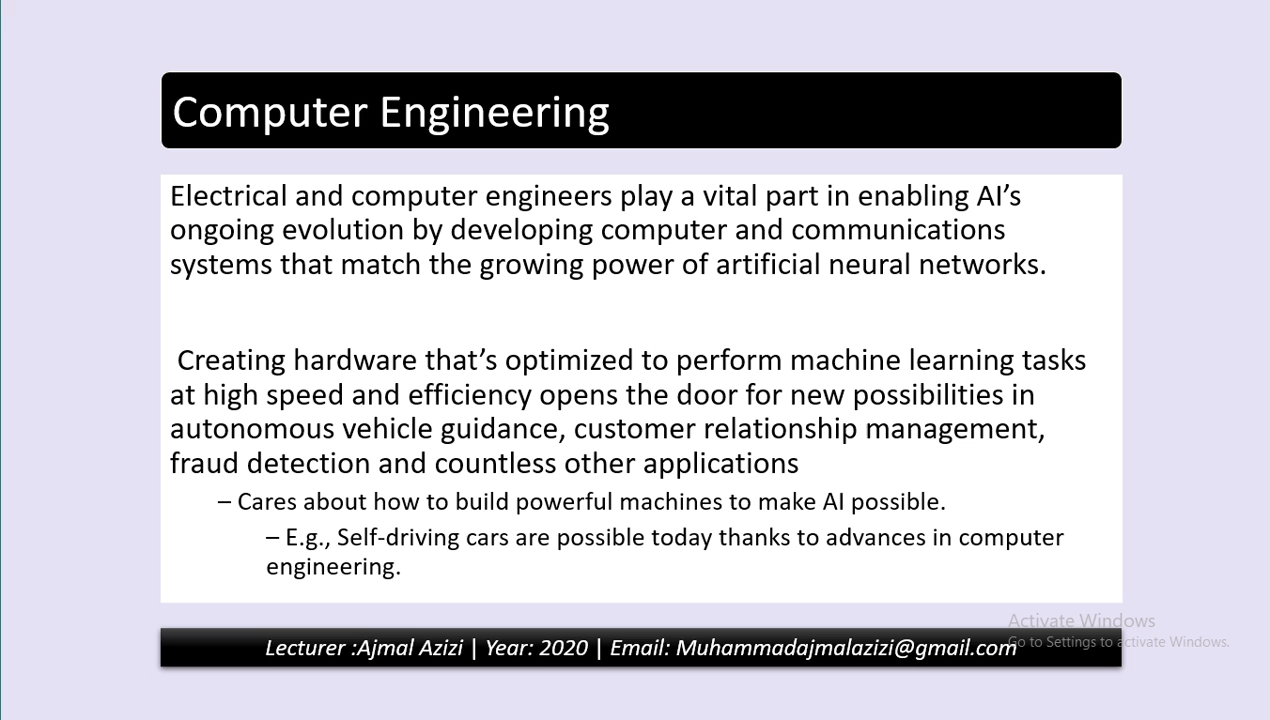 Computer Engineering
Electrical and computer engineers play a vital part in enabling AI’s
ongoing evolution by developing computer and communications
systems that match the growing power of artificial neural networks.
Creating hardware that’s optimized to perform machine learning tasks
at high speed and efficiency opens the door for new possibilities in
autonomous vehicle guidance, customer relationship management,
fraud detection and countless other applications
– Cares about how to build powerful machines to make AI possible.
– E.g., Self-driving cars are possible today thanks to advances in computer
engineering.
Activate Windows
Go to Settings to activate Windows.
Lecturer :Ajmal Azizi | Year: 2020 | Email: Muhammadajmalazizi@gmail.com